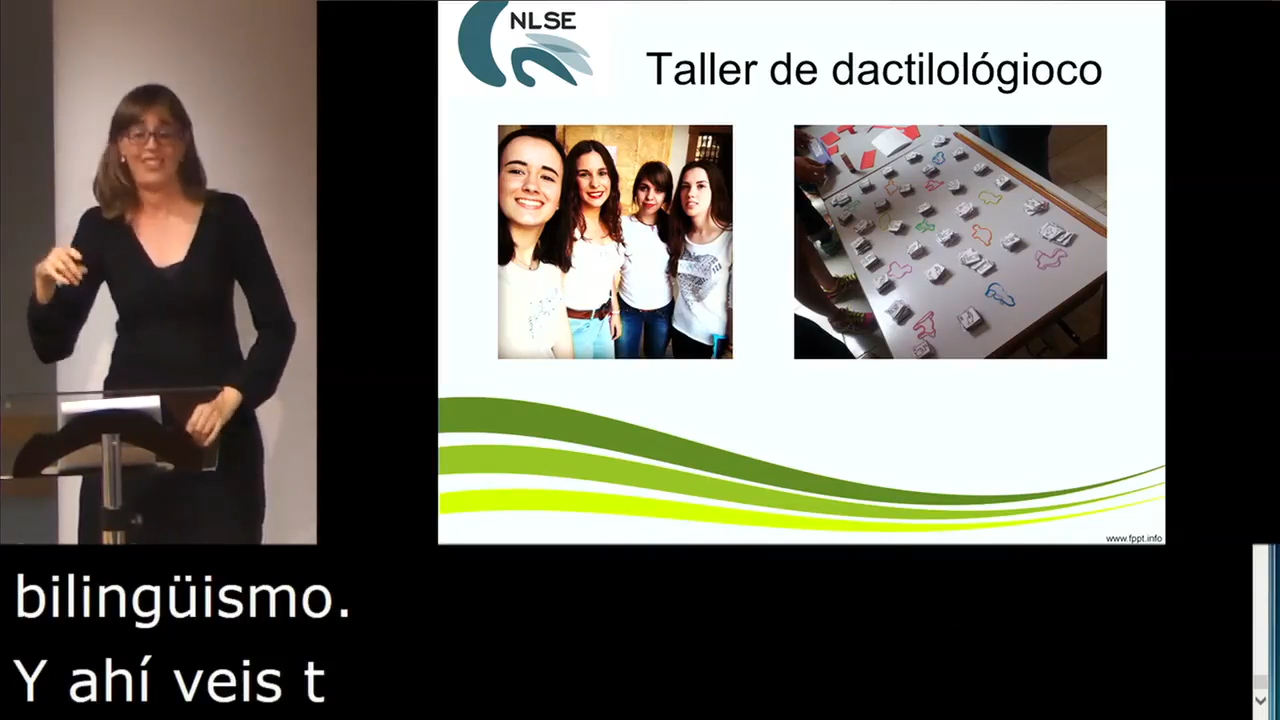 NLSE
Taller de dactilológioco
www.fppt.info
bilingüismo.
Y ahí veis t